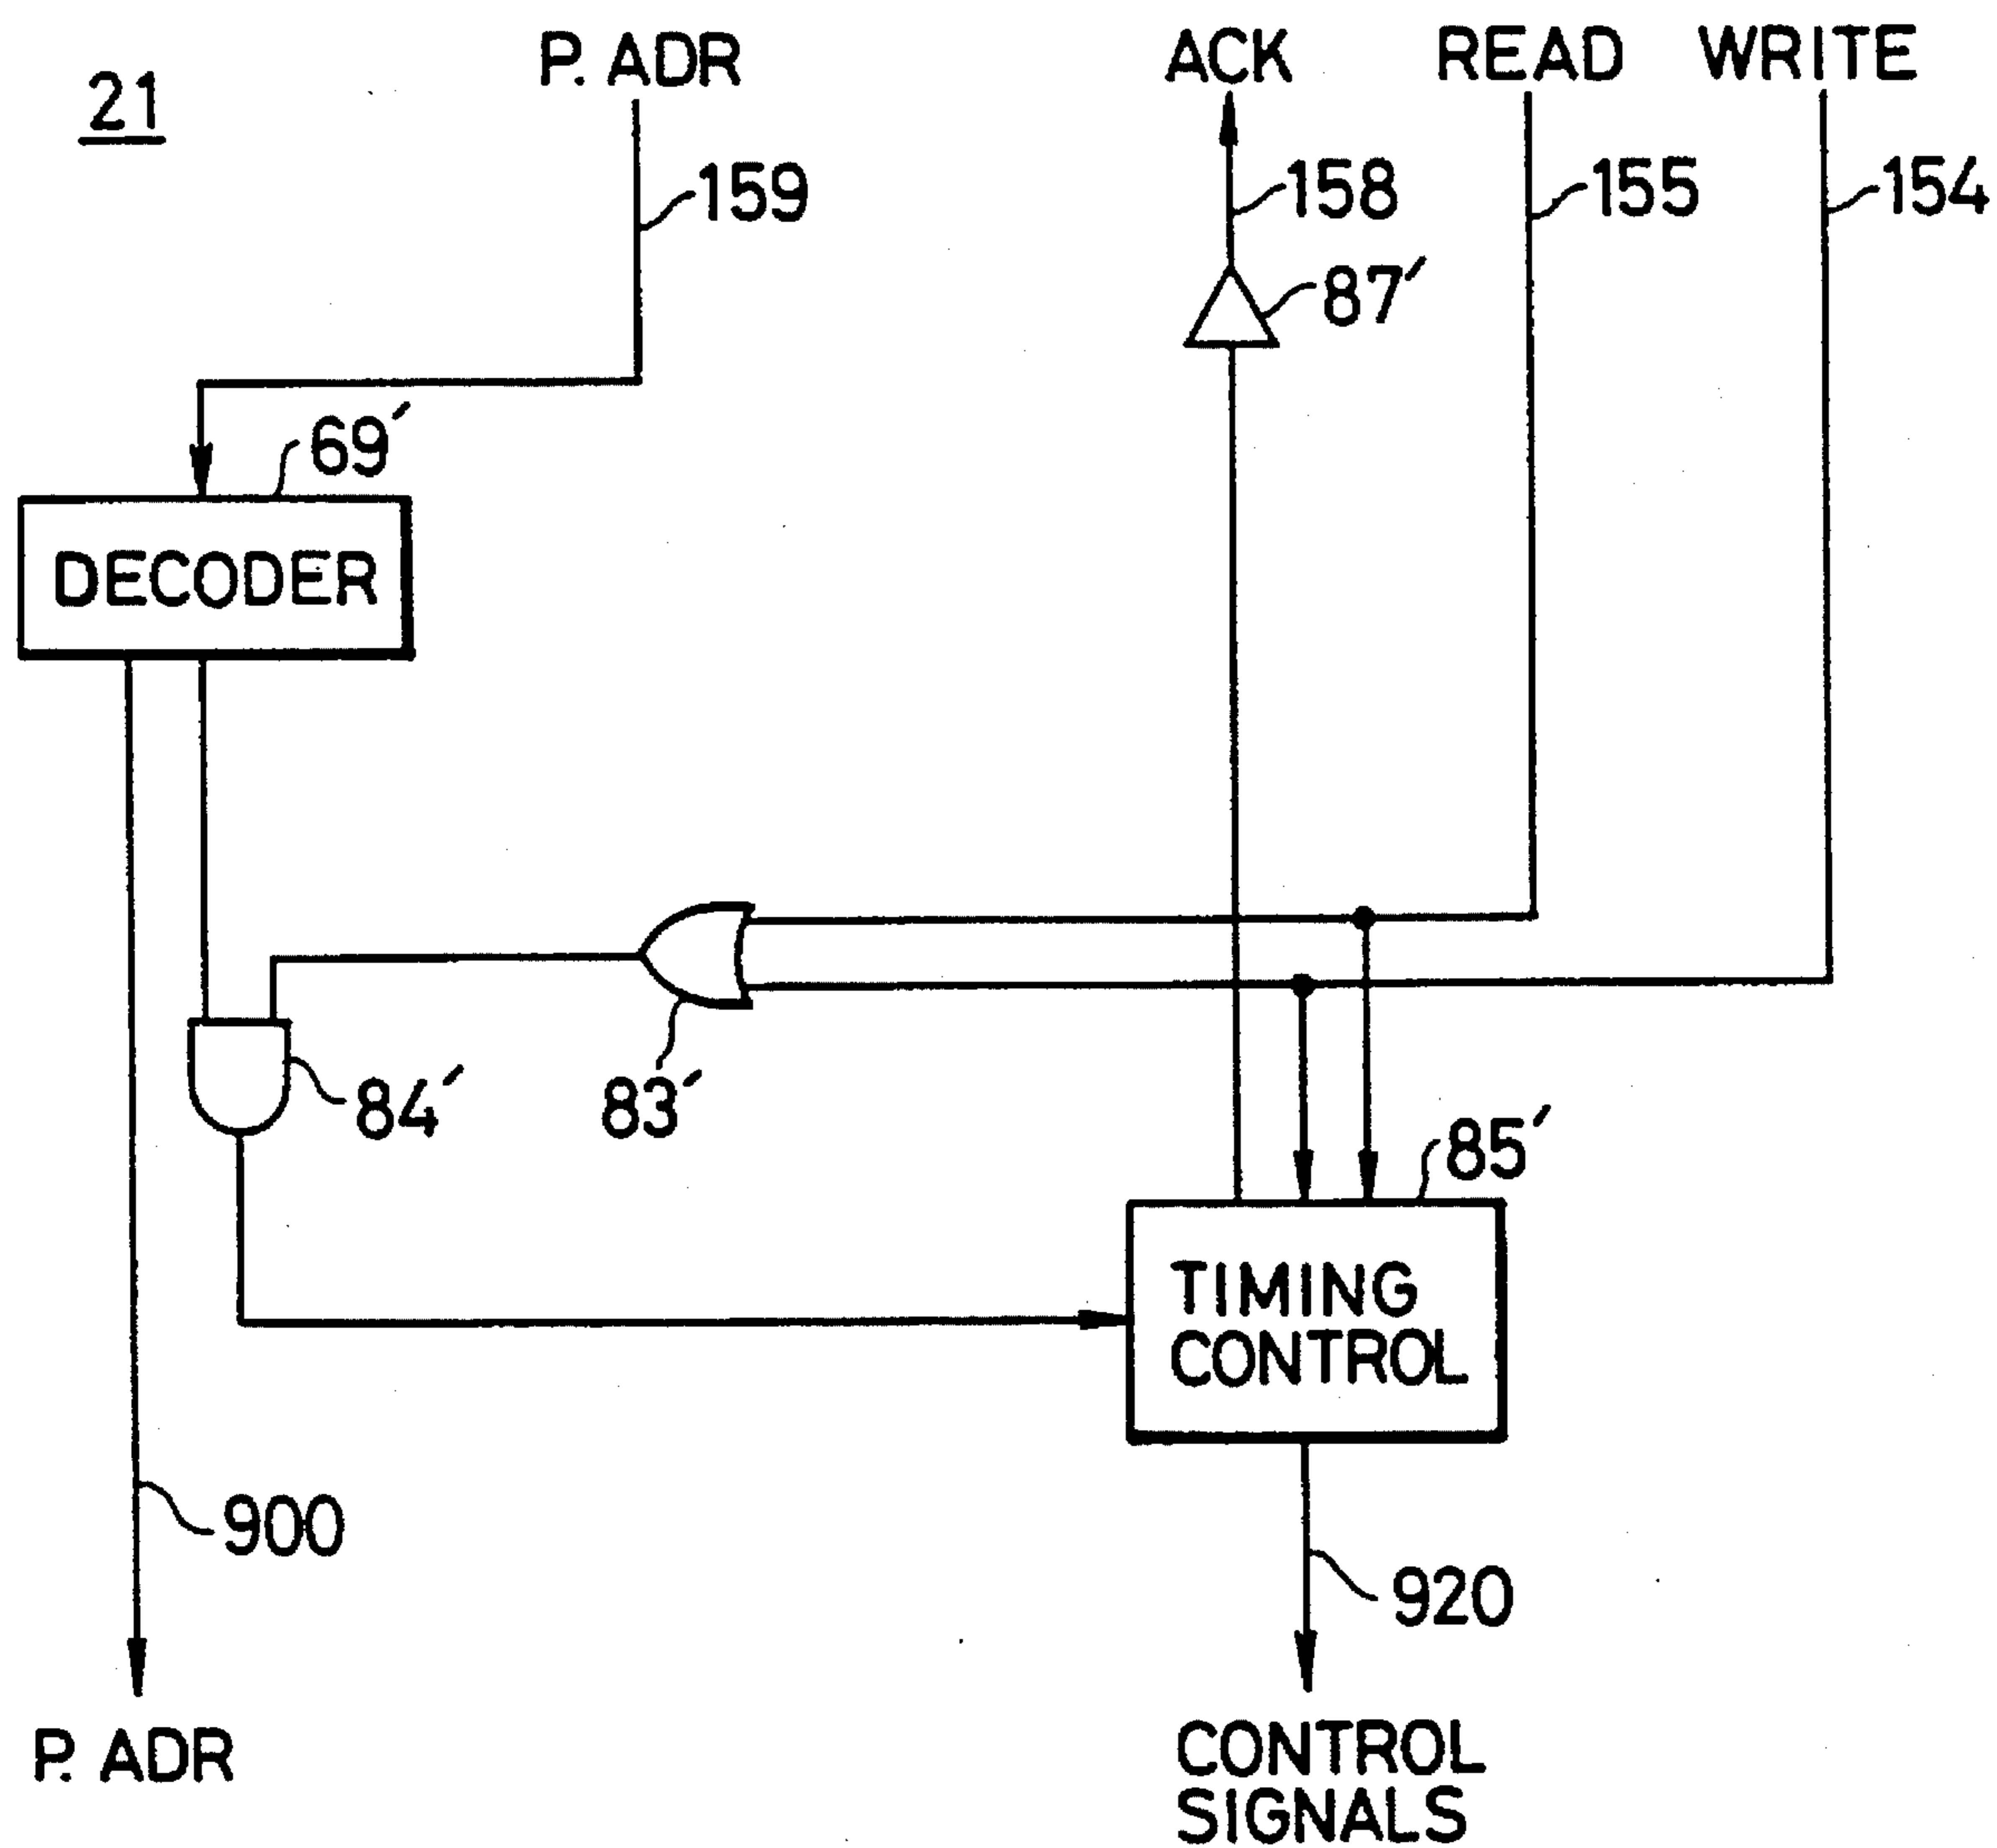 21
P. ADR
ACK
READ
WRITE
159
158
155
154
87′
69′
DECODER
84′
83′
85′
TIMING
CONTROL
900
920
P. ADR
CONTROL
SIGNALS